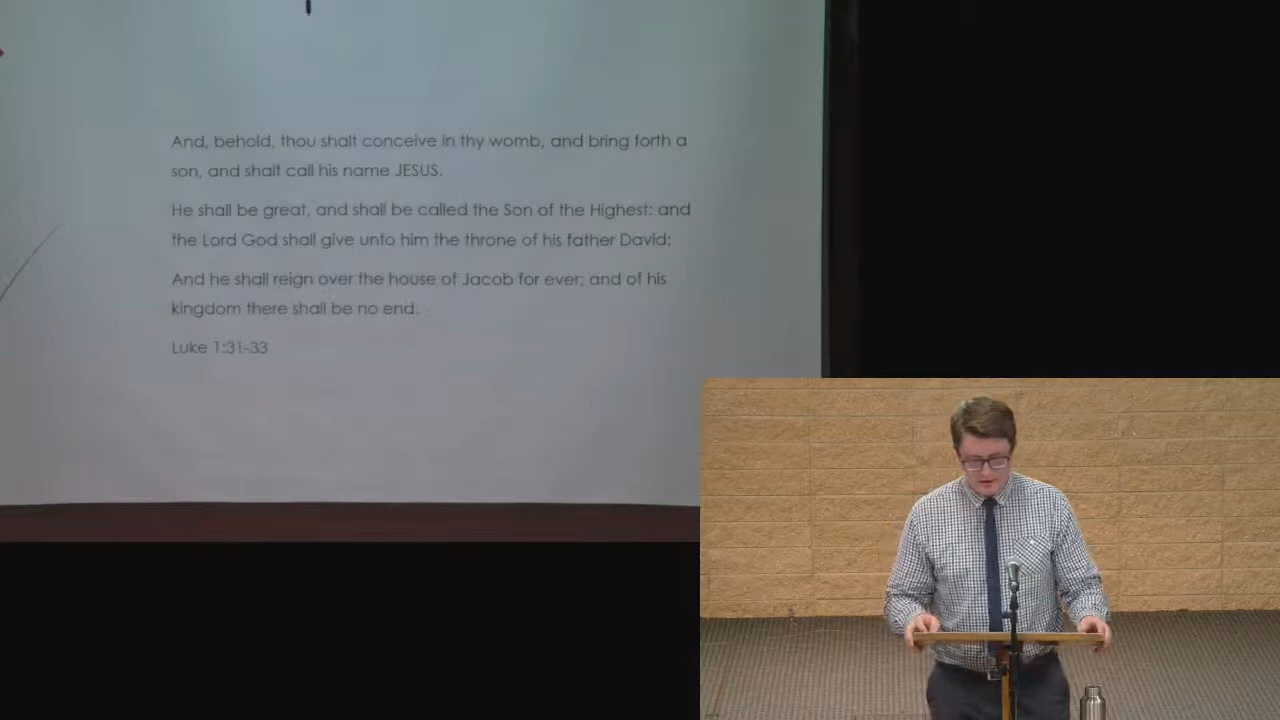 And, behold, thou shalt conceive in thy womb, and bring forth a
son, and shalt call his name JESUS.
He shall be great, and shall be called the Son of the Highest: and
the Lord God shall give unto him the throne of his father David:
And he shall reign over the house of Jacob for ever; and of his
kingdom there shall be no end.
Luke 1:31-33